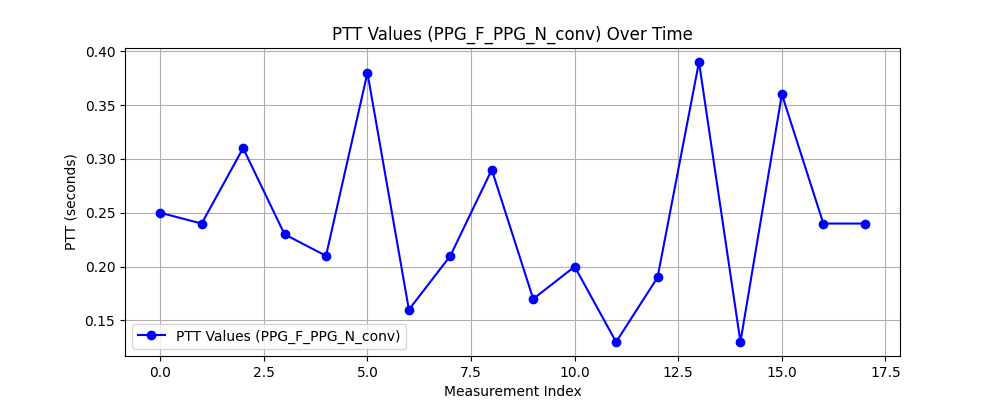 PTT Values (PPG_F_PPG_N_conv) Over Time
PTT (seconds)
0.40
0.35
0.30
0.25
0.20
0.15
PTT Values (PPG_F_PPG_N_conv)
0.0 2.5 5.0 7.5 10.0 12.5 15.0 17.5
Measurement Index